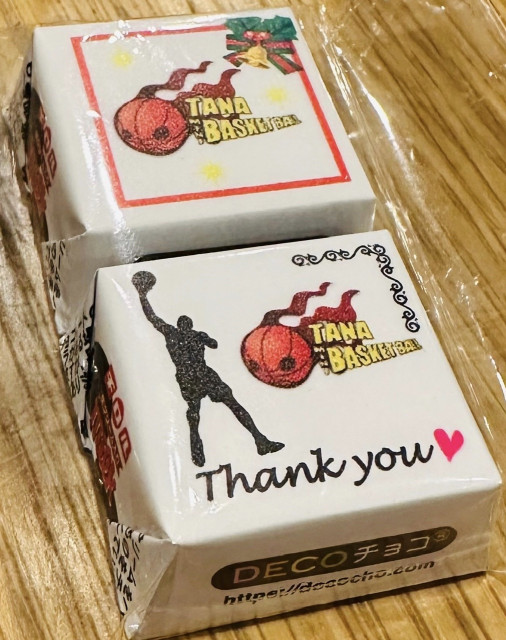 TANA
BASKETBALL
TANA
BASKETBALL
Thank you
DECOチョコ®
https://decocho.com